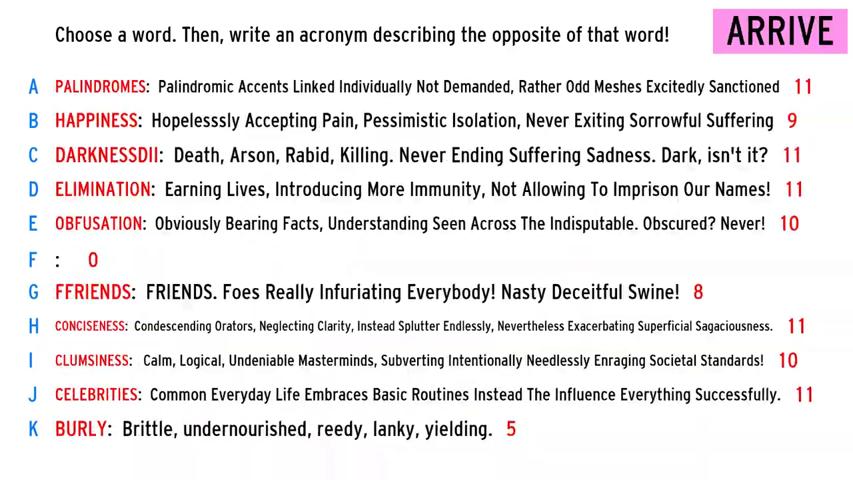 Choose a word. Then, write an acronym describing the opposite of that word!
ARRIVE
A PALINDROMES: Palindromic Accents Linked Individually Not Demanded, Rather Odd Meshes Excitedly Sanctioned 11
B HAPPINESS: Hopelesssly Accepting Pain, Pessimistic Isolation, Never Exiting Sorrowful Suffering 9
C DARKNESSDII: Death, Arson, Rabid, Killing. Never Ending Suffering Sadness. Dark, isn't it? 11
D ELIMINATION: Earning Lives, Introducing More Immunity, Not Allowing To Imprison Our Names! 11
E OBFUSATION: Obviously Bearing Facts, Understanding Seen Across The Indisputable. Obscured? Never! 10
F : 0
G FFRIENDS: FRIENDS. Foes Really Infuriating Everybody! Nasty Deceitful Swine! 8
H CONCISENESS: Condescending Orators, Neglecting Clarity, Instead Splutter Endlessly, Nevertheless Exacerbating Superficial Sagaciousness. 11
I CLUMSINESS: Calm, Logical, Undeniable Masterminds, Subverting Intentionally Needlessly Enraging Societal Standards! 10
J CELEBRITIES: Common Everyday Life Embraces Basic Routines Instead The Influence Everything Successfully. 11
K BURLY: Brittle, undernourished, reedy, lanky, yielding. 5